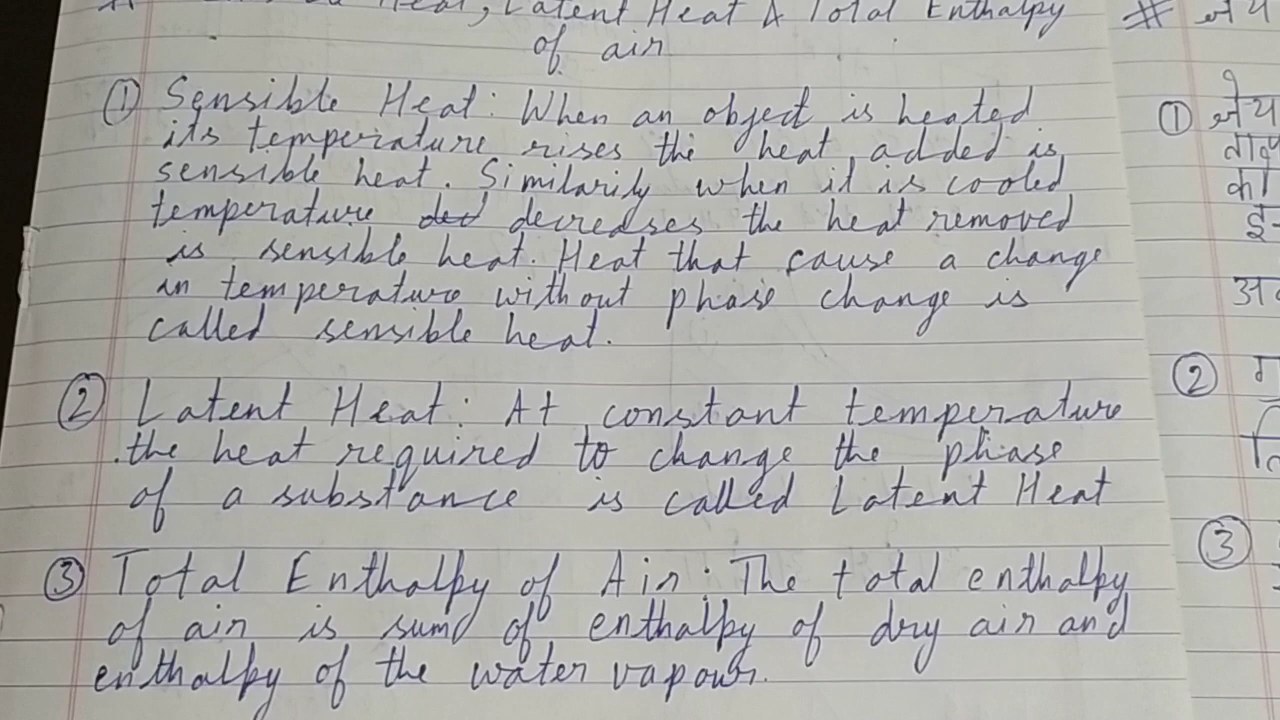 Heat, Latent Heat & Total Enthalpy
of air
① Sensible Heat: When an object is heated
its temperature rises the heat added is
sensible heat. Similarily when it is cooled
temperature decreases the heat removed
is sensible heat. Heat that cause a change
in temperature without phase change is
called sensible heat.
② Latent Heat: At constant temperature
the heat required to change the phase
of a substance is called Latent Heat
③ Total Enthalpy of Air: The total enthalpy
of air is sum of enthalpy of dry air and
enthalpy of the water vapour.
#
①
②
③